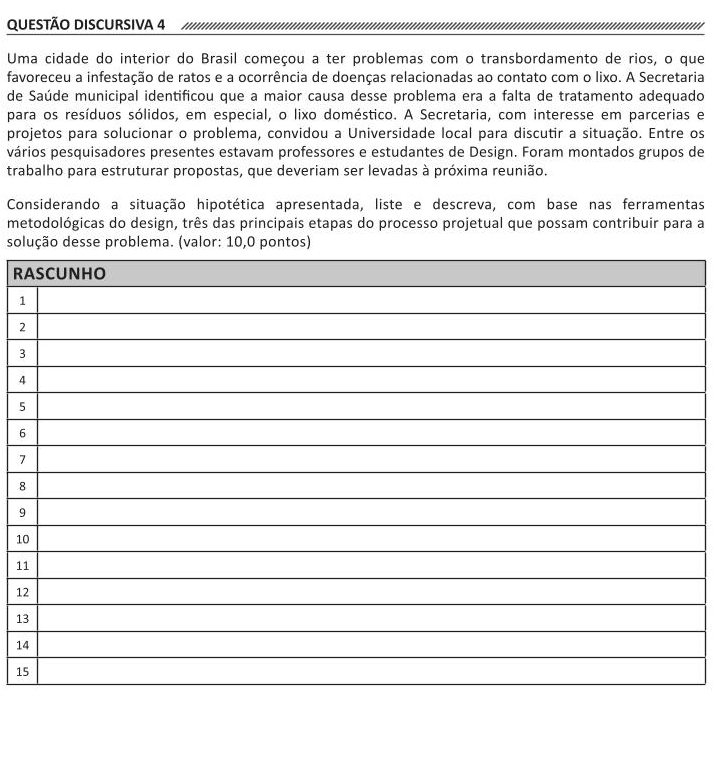 QUESTÃO DISCURSIVA 4
Uma cidade do interior do Brasil começou a ter problemas com o transbordamento de rios, o que
favoreceu a infestação de ratos e a ocorrência de doenças relacionadas ao contato com o lixo. A Secretaria
de Saúde municipal identificou que a maior causa desse problema era a falta de tratamento adequado
para os resíduos sólidos, em especial, o lixo doméstico. A Secretaria, com interesse em parcerias e
projetos para solucionar o problema, convidou a Universidade local para discutir a situação. Entre os
vários pesquisadores presentes estavam professores e estudantes de Design. Foram montados grupos de
trabalho para estruturar propostas, que deveriam ser levadas à próxima reunião.
Considerando a situação hipotética apresentada, liste e descreva, com base nas ferramentas
metodológicas do design, três das principais etapas do processo projetual que possam contribuir para a
solução desse problema. (valor: 10,0 pontos)
RASCUNHO
1
2
3
4
5
6
7
8
9
10
11
12
13
14
15